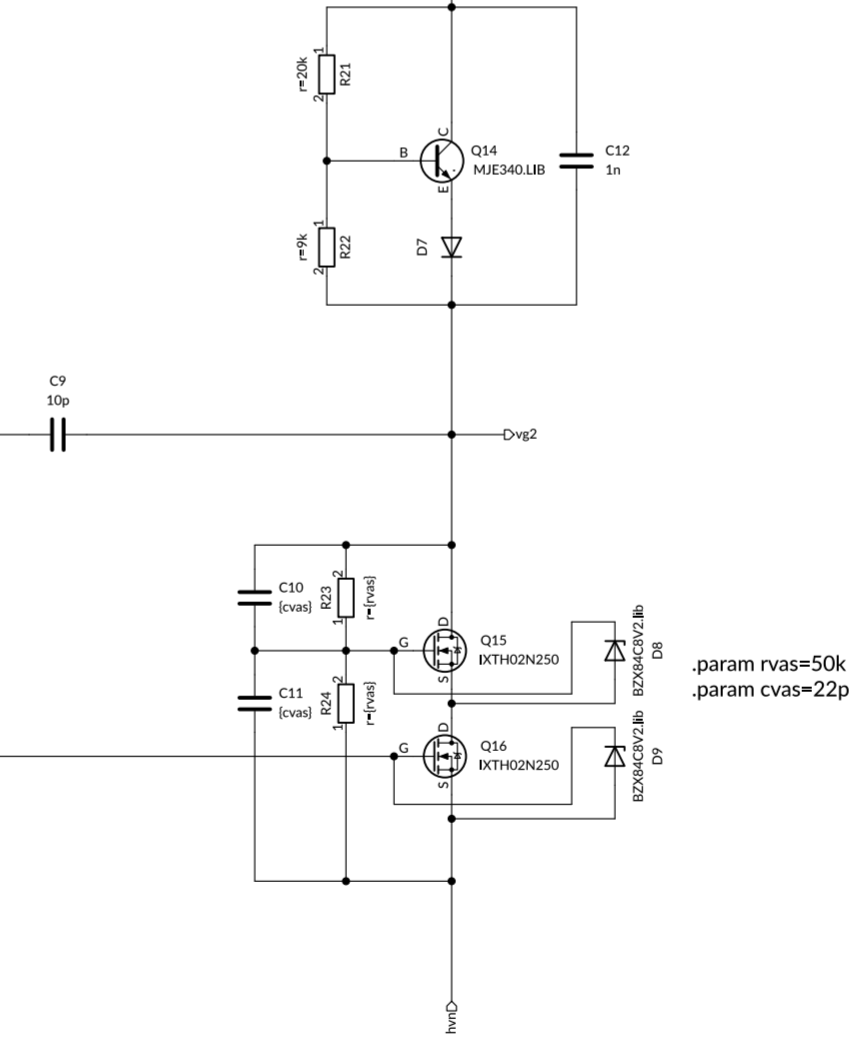 1
r=20k
R21
2
C
B
Q14
MJE340.LIB
E
C12
1n
1
r=9k
R22
2
D7
C9
10p
vg2
C10
{cvas}
2
R23
r={rvas}
1
D
G
Q15
IXTH02N250
S
BZX84C8V2.lib
D8
.param rvas=50k
.param cvas=22p
C11
{cvas}
2
R24
r={rvas}
1
D
G
Q16
IXTH02N250
S
BZX84C8V2.lib
D9
hvn